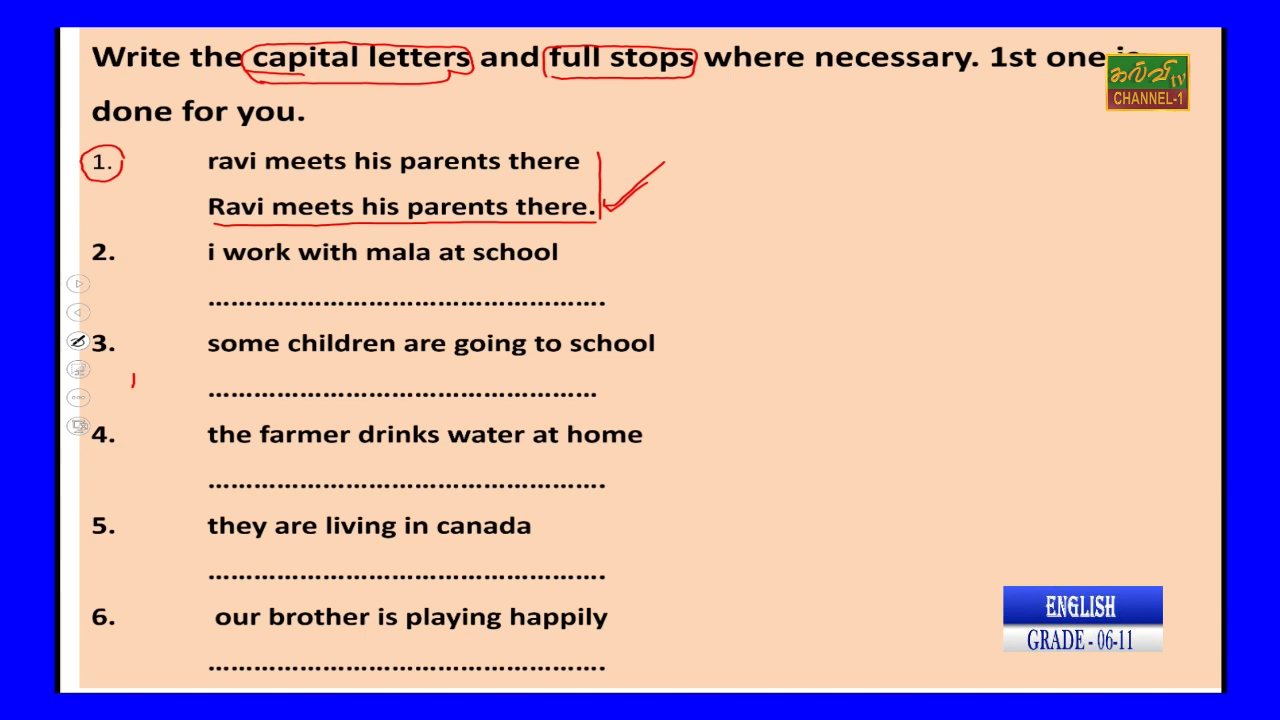 Write the capital letters and full stops where necessary. 1st one is
கல்வி TV
CHANNEL-1
done for you.
1. ravi meets his parents there
Ravi meets his parents there.
2. i work with mala at school
……………………………………………….
3. some children are going to school
………………………………………………
4. the farmer drinks water at home
……………………………………………….
5. they are living in canada
……………………………………………….
6. our brother is playing happily
……………………………………………….
ENGLISH
GRADE - 06-11